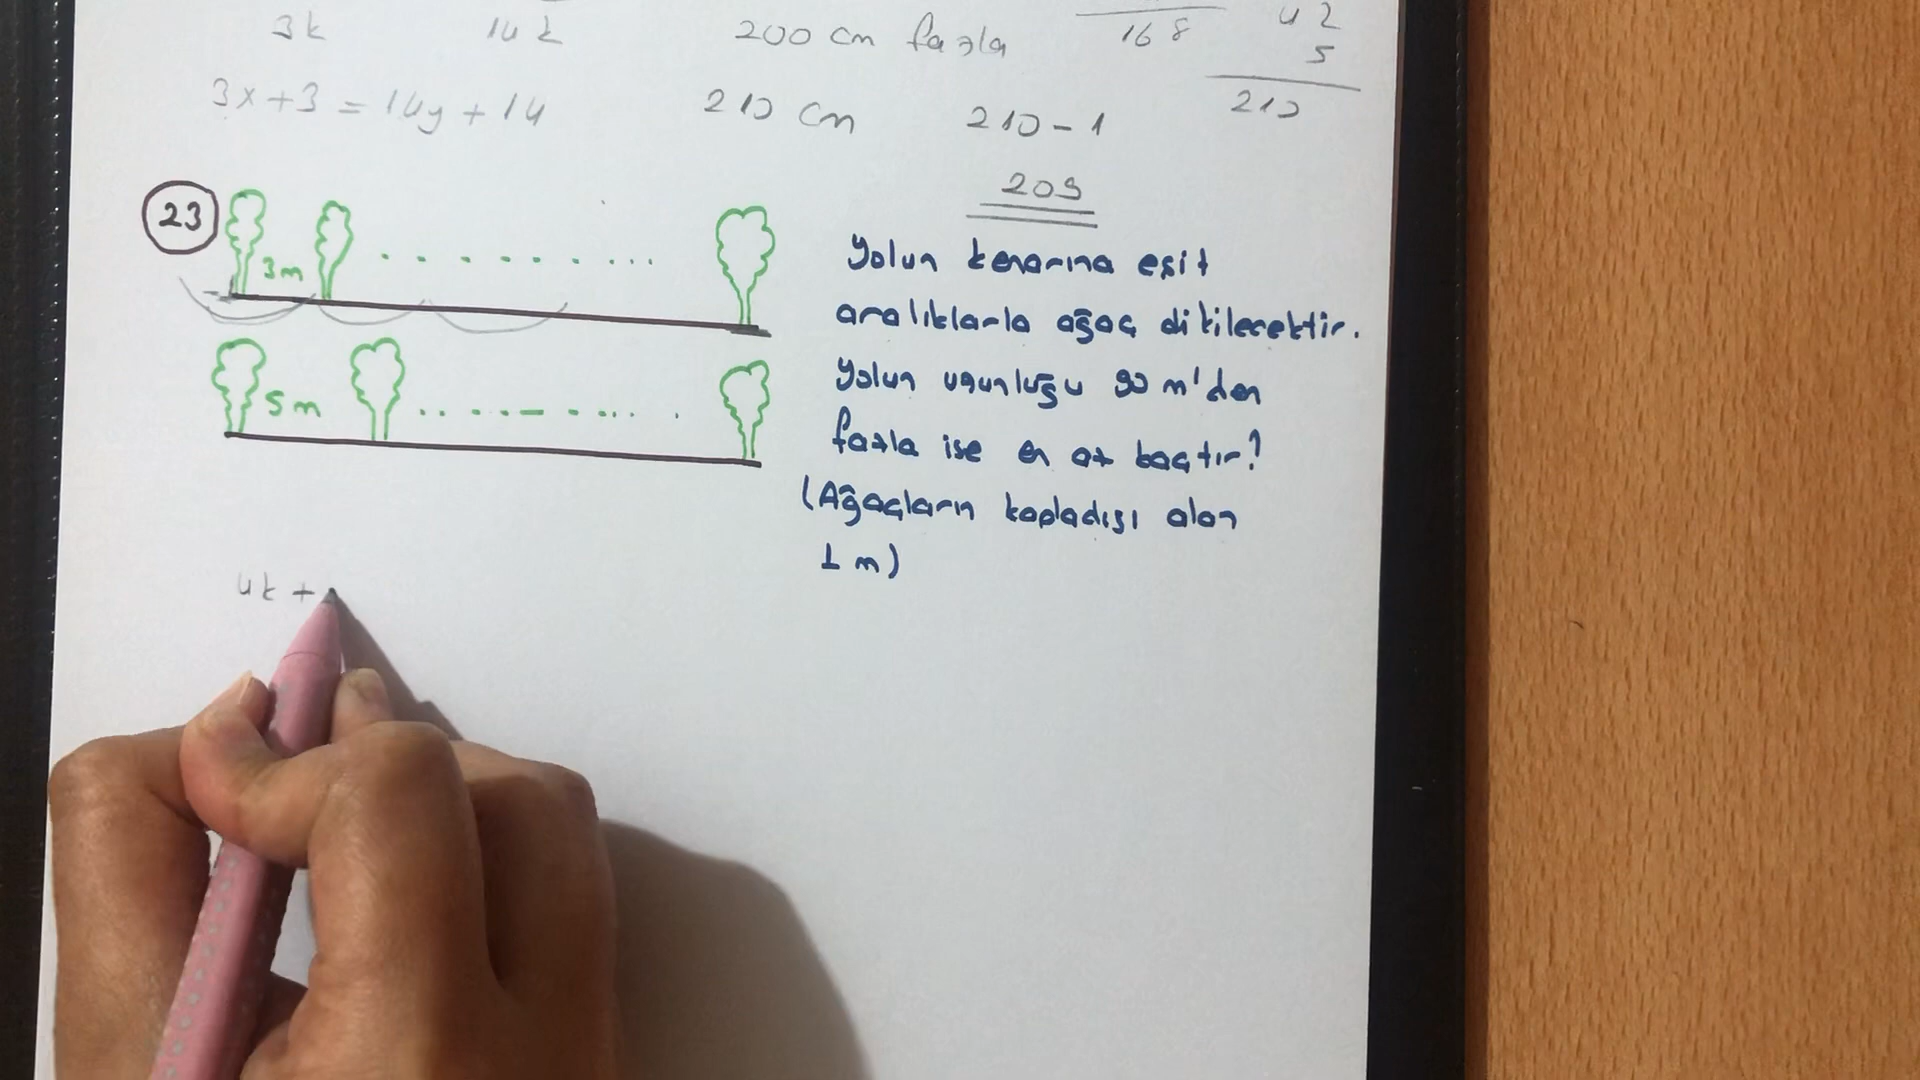 3k 14k 200 cm fazla 168 42
5
3x+3 = 14y + 14 210 cm 210-1 210
209
23
3m
5m
Yolun kenarına eşit
aralıklarla ağaç dikilecektir.
Yolun uzunluğu 90 m'den
fazla ise en az kaçtır?
(Ağaçların kapladığı alan
1 m)
4k +